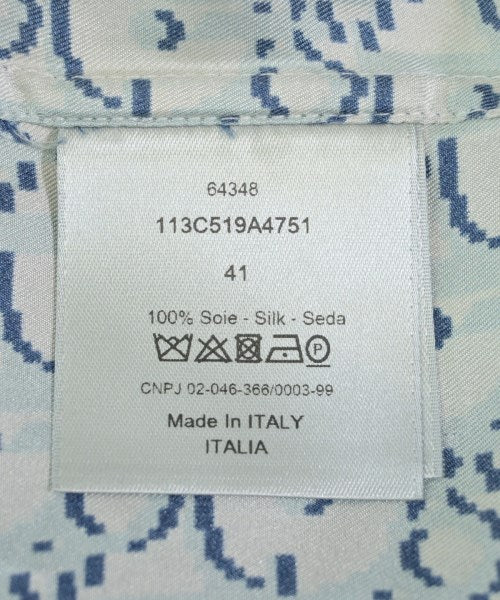 64348
113C519A4751
41
100% Soie - Silk - Seda
P
CNPJ 02-046-366/0003-99
Made In ITALY
ITALIA